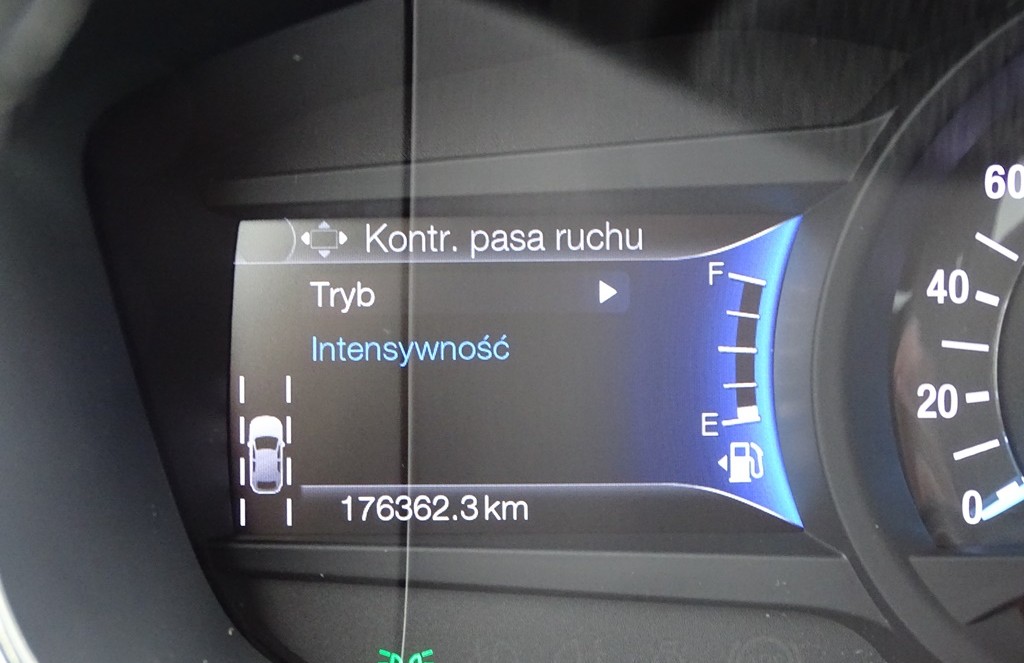 Kontr. pasa ruchu
Tryb
Intensywność
F
E
176362.3 km
60
40
20
0